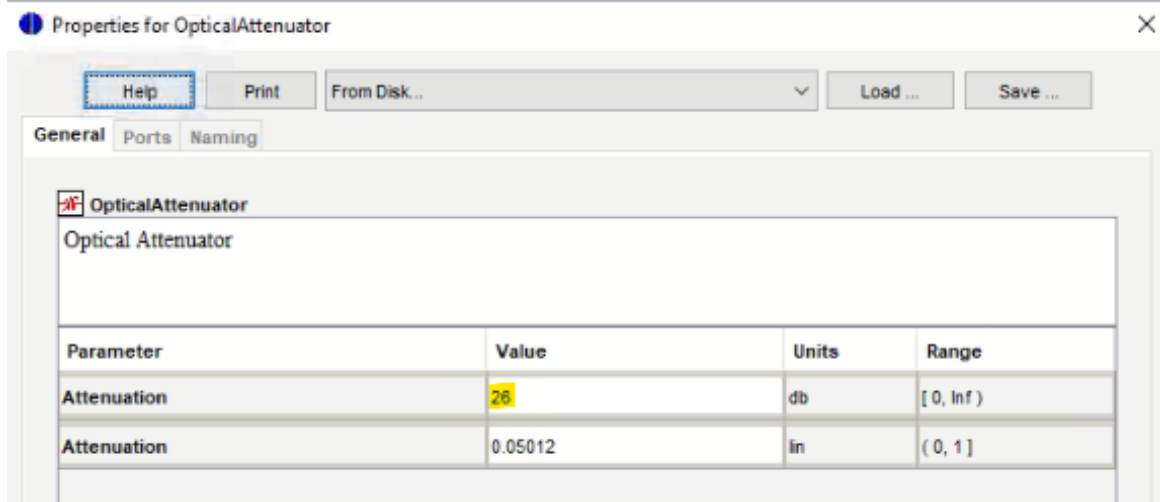 Properties for OpticalAttenuator
Help Print From Disk... Load ... Save ...
General Ports Naming
OpticalAttenuator
Optical Attenuator
Parameter Value Units Range
Attenuation 26 db [ 0, Inf )
Attenuation 0.05012 lin ( 0, 1 ]